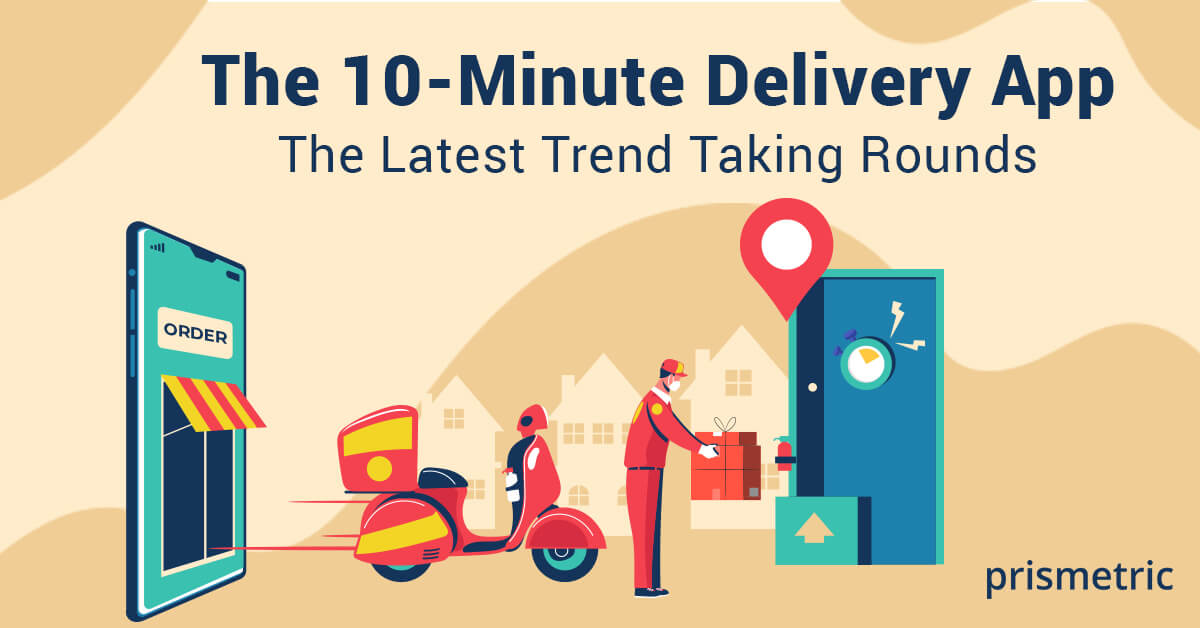 The 10-Minute Delivery App
The Latest Trend Taking Rounds
ORDER
prismetric